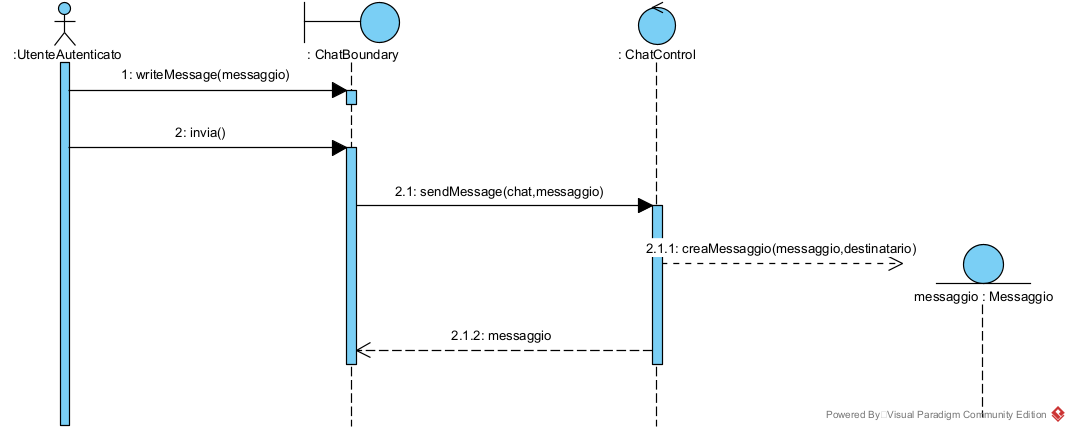 :UtenteAutenticato
: ChatBoundary
: ChatControl
1: writeMessage(messaggio)
2: invia()
2.1: sendMessage(chat,messaggio)
2.1.1: creaMessaggio(messaggio,destinatario)
messaggio : Messaggio
2.1.2: messaggio
Powered By Visual Paradigm Community Edition